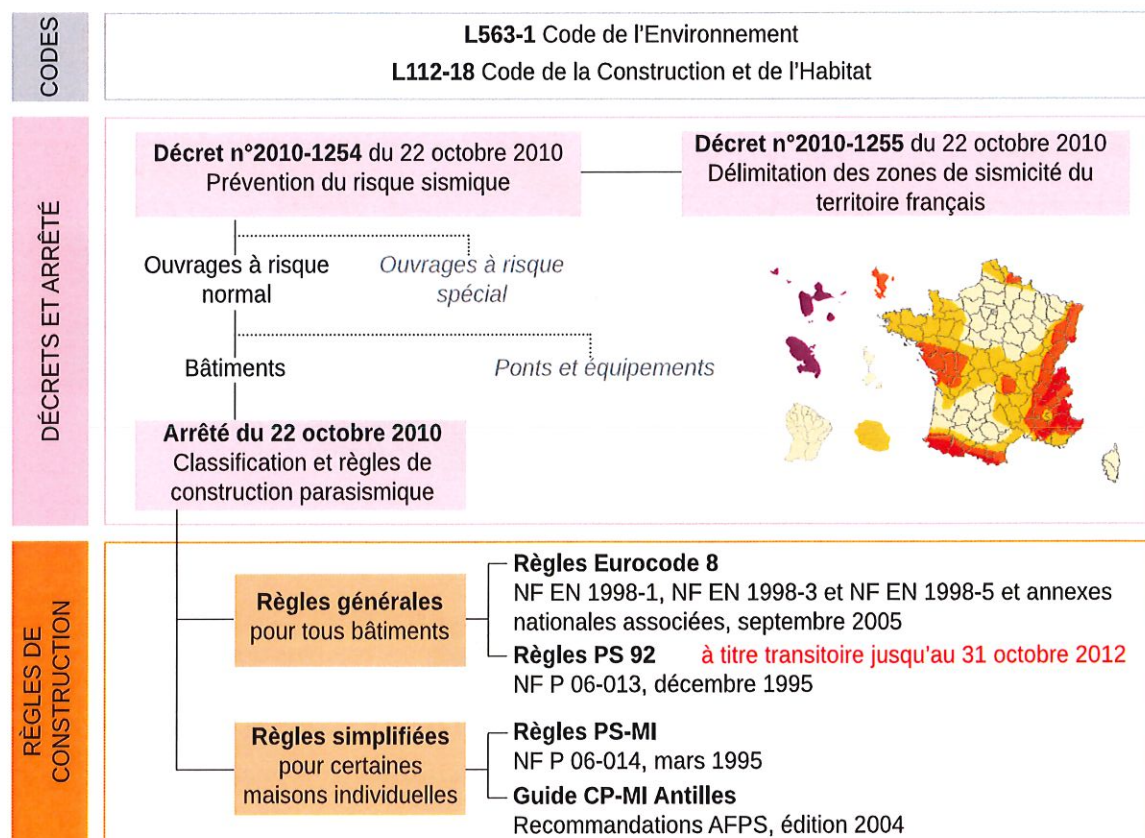 CODES
L563-1 Code de l'Environnement
L112-18 Code de la Construction et de l'Habitat
DÉCRETS ET ARRÊTÉ
Décret n°2010-1254 du 22 octobre 2010
Prévention du risque sismique
Décret n°2010-1255 du 22 octobre 2010
Délimitation des zones de sismicité du
territoire français
Ouvrages à risque
normal
Ouvrages à risque
spécial
Bâtiments
Ponts et équipements
Arrêté du 22 octobre 2010
Classification et règles de
construction parasismique
RÈGLES DE
CONSTRUCTION
Règles générales
pour tous bâtiments
Règles Eurocode 8
NF EN 1998-1, NF EN 1998-3 et NF EN 1998-5 et annexes
nationales associées, septembre 2005
Règles PS 92 à titre transitoire jusqu'au 31 octobre 2012
NF P 06-013, décembre 1995
Règles simplifiées
pour certaines
maisons individuelles
Règles PS-MI
NF P 06-014, mars 1995
Guide CP-MI Antilles
Recommandations AFPS, édition 2004